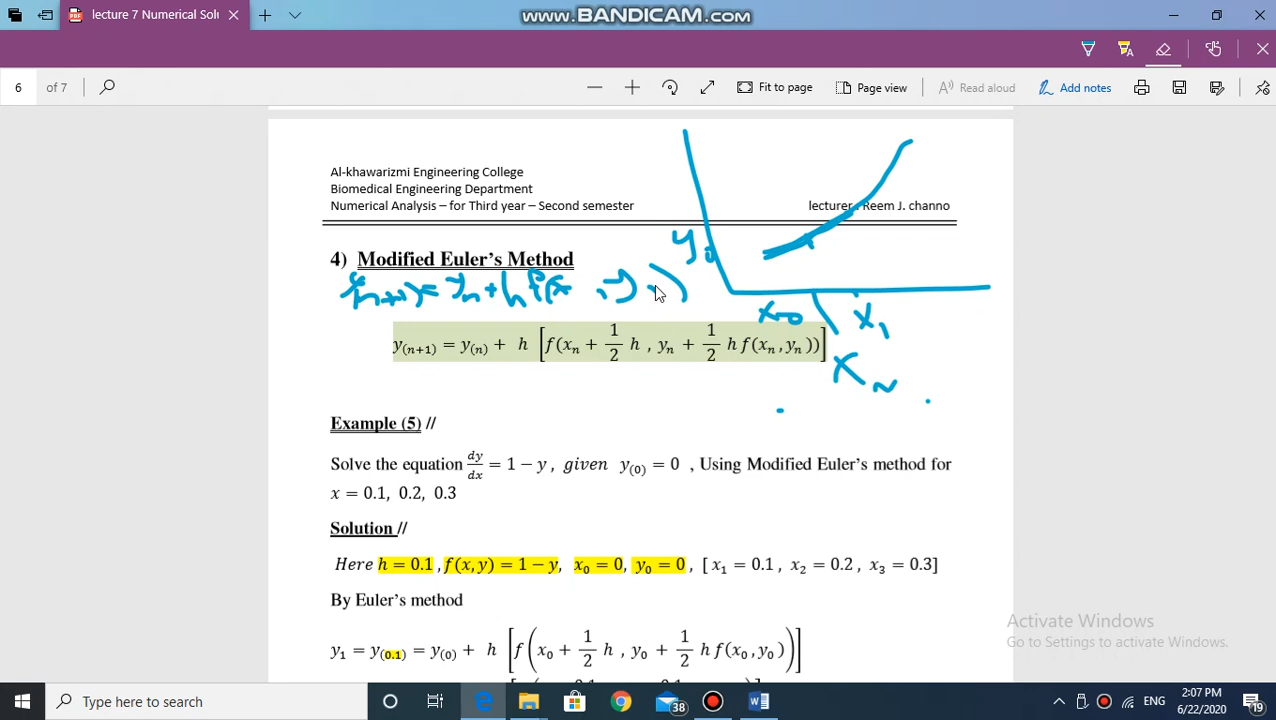 lecture 7 Numerical Solu
www.BANDICAM.com
6 of 7
Fit to page
Page view
Read aloud
Add notes
Al-khawarizmi Engineering College
Biomedical Engineering Department
Numerical Analysis – for Third year – Second semester
lecturer : Reem J. channo
4) Modified Euler's Method
y₀
x₀
x₁
y₍ₙ₊₁₎ = y₍ₙ₎ + h [f(xₙ + 1/2 h , yₙ + 1/2 h f(xₙ, yₙ))]
Example (5) //
Solve the equation dy/dx = 1 − y , given y₍₀₎ = 0 , Using Modified Euler's method for
x = 0.1, 0.2, 0.3
Solution //
Here h = 0.1 , f(x, y) = 1 − y, x₀ = 0, y₀ = 0, [ x₁ = 0.1 , x₂ = 0.2 , x₃ = 0.3]
By Euler's method
y₁ = y₍₀.₁₎ = y₍₀₎ + h [f(x₀ + 1/2 h , y₀ + 1/2 h f(x₀, y₀))]
Activate Windows
Go to Settings to activate Windows.
Type here to search
38
ENG
2:07 PM
6/22/2020
19